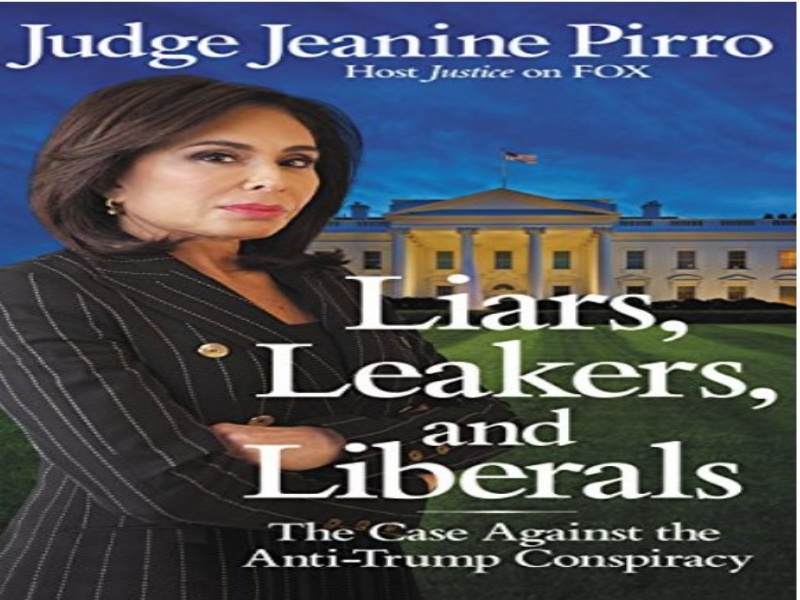 Judge Jeanine Pirro
Host Justice on FOX
Liars,
Leakers,
and
Liberals
The Case Against the
Anti-Trump Conspiracy